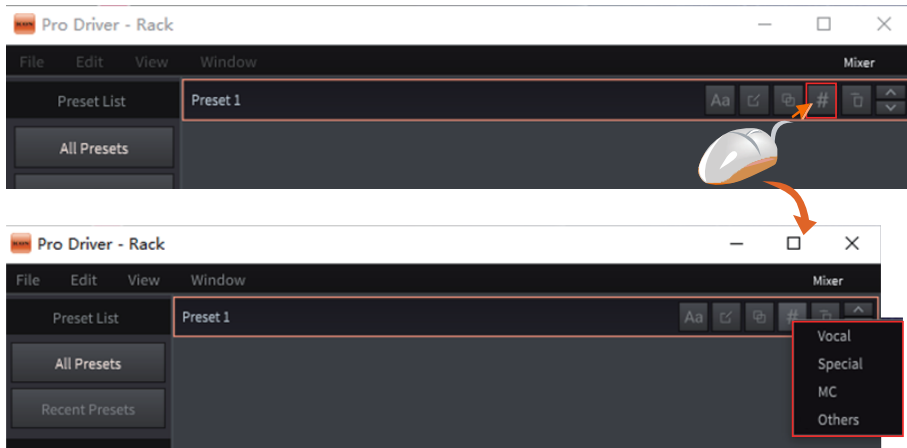 Pro Driver - Rack
File Edit View Window Mixer
Preset List Preset 1 Aa #
All Presets
Pro Driver - Rack
File Edit View Window Mixer
Preset List Preset 1 Aa #
Vocal
All Presets Special
MC
Recent Presets Others